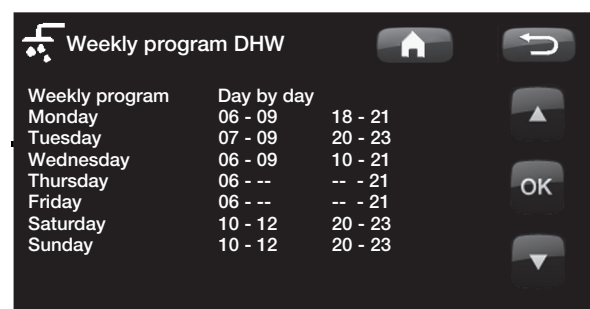 Weekly program DHW
Weekly program Day by day
Monday 06 - 09 18 - 21
Tuesday 07 - 09 20 - 23
Wednesday 06 - 09 10 - 21
Thursday 06 - -- -- - 21
Friday 06 - -- -- - 21
Saturday 10 - 12 20 - 23
Sunday 10 - 12 20 - 23
OK